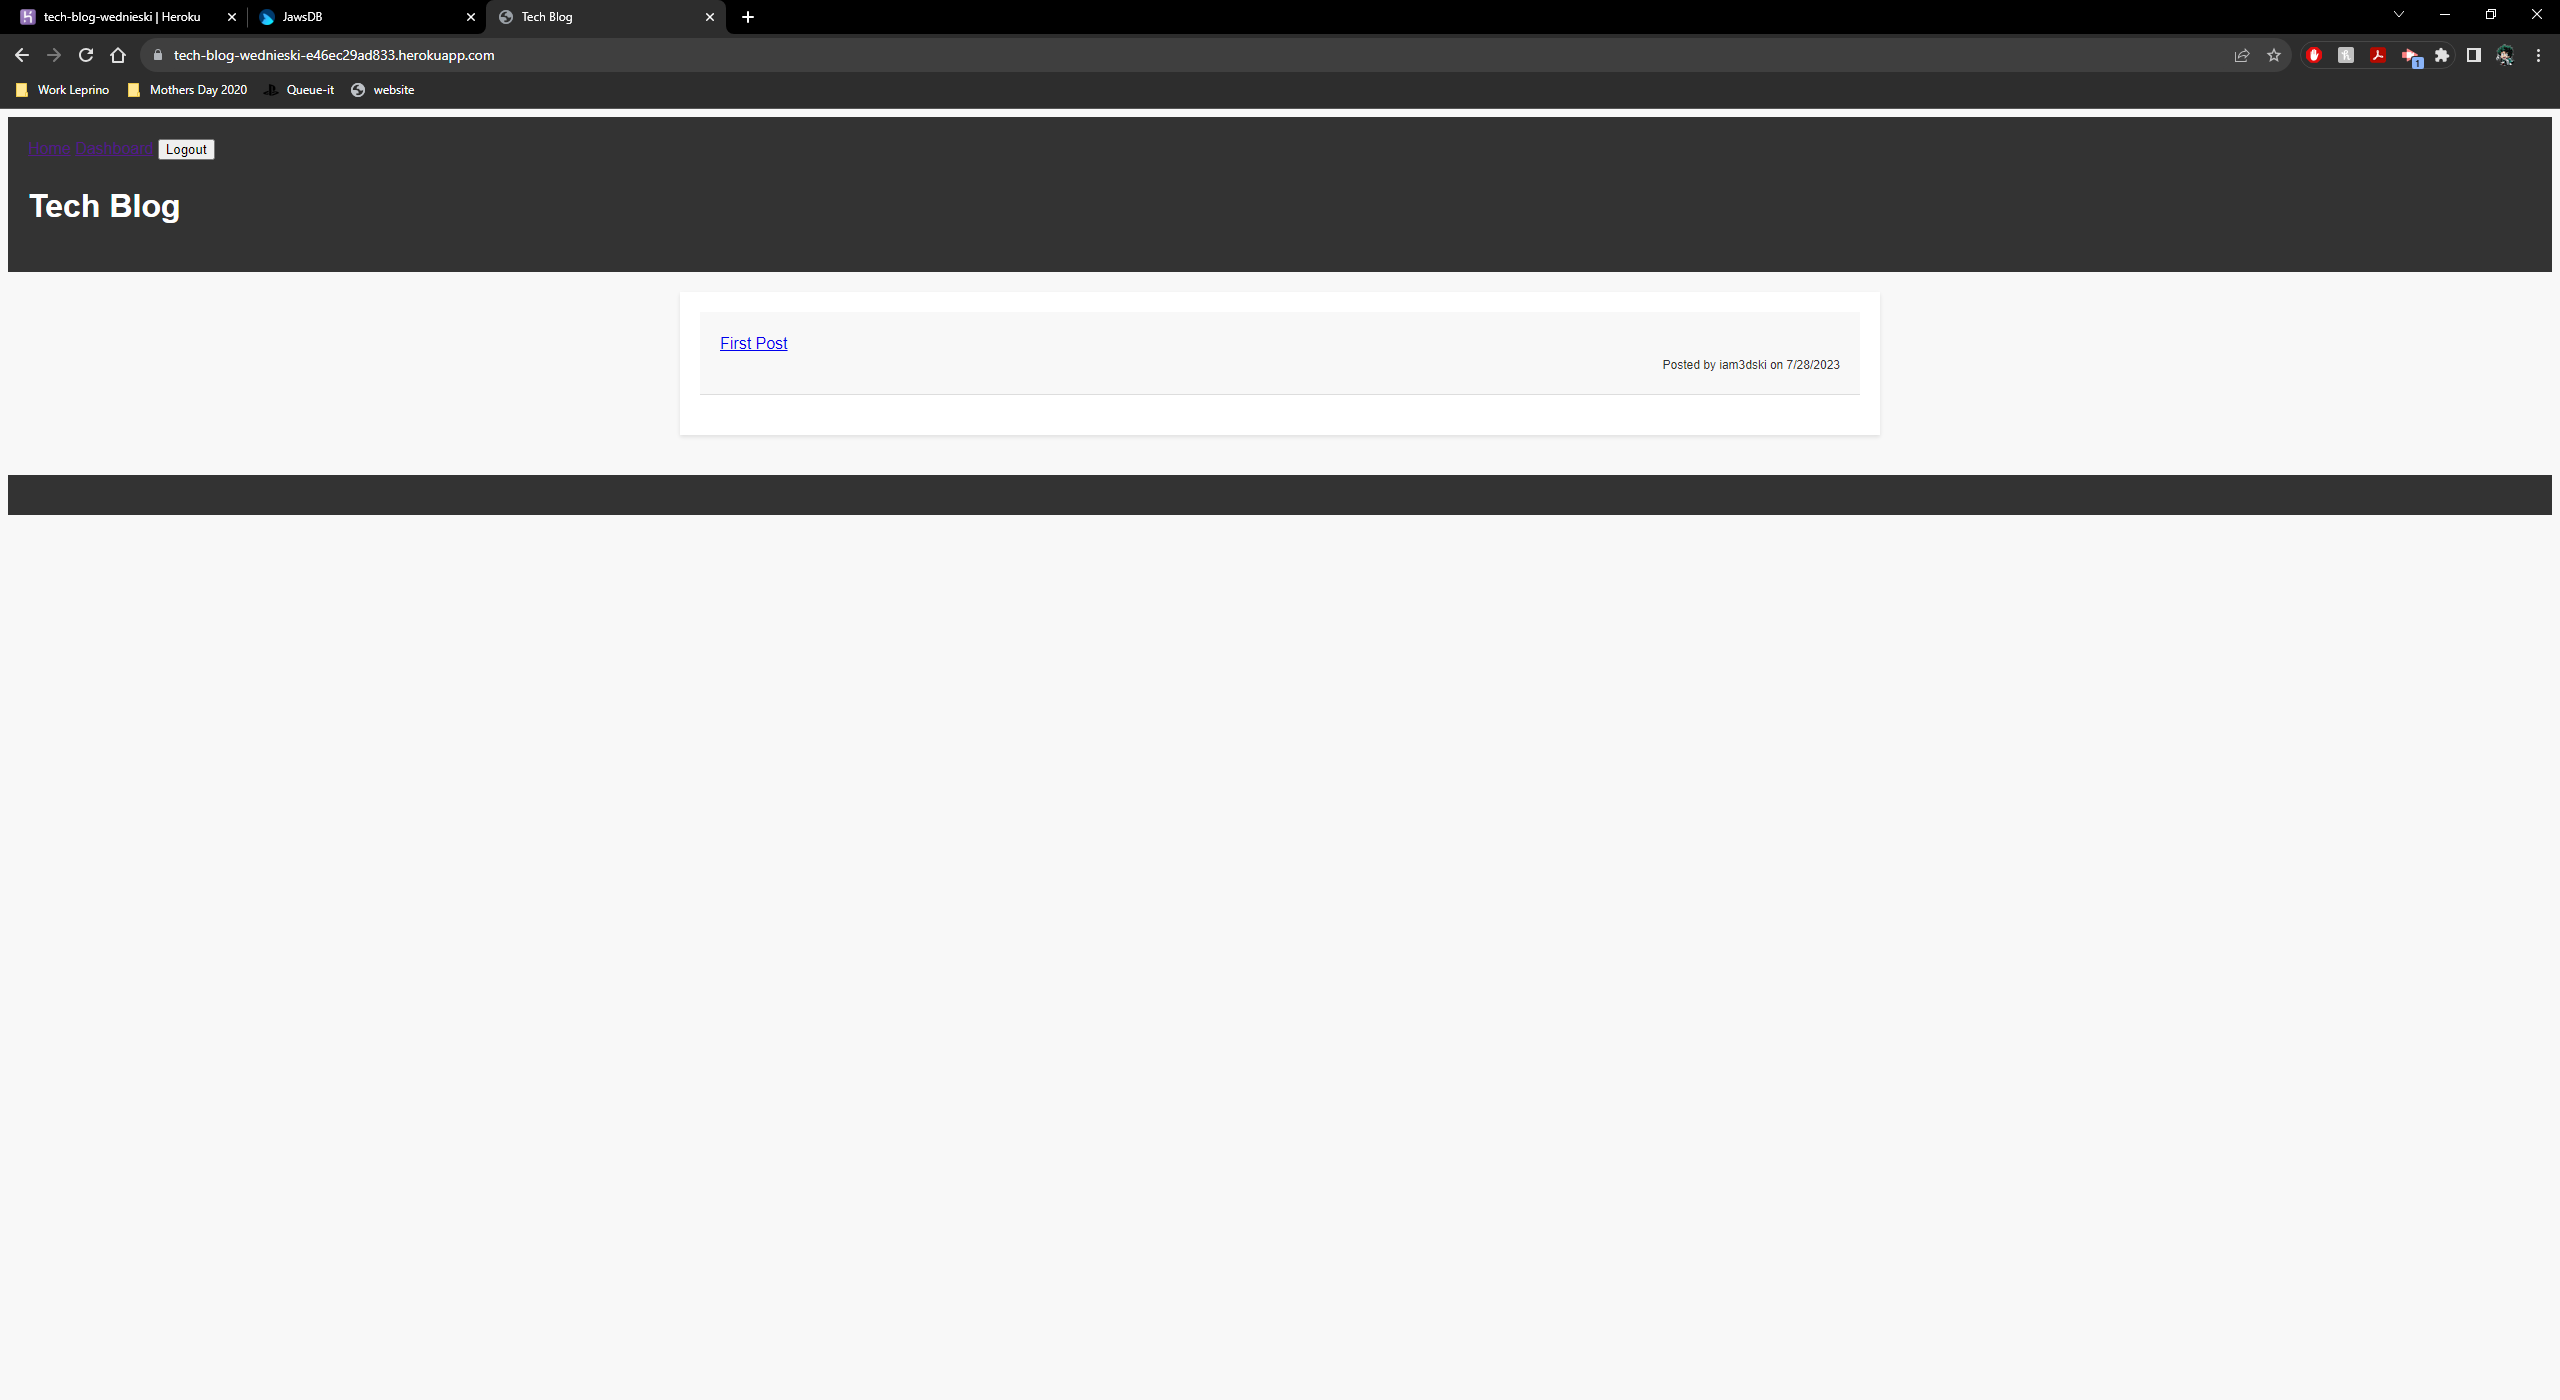 tech-blog-wednieski | Heroku
JawsDB
Tech Blog
tech-blog-wednieski-e46ec29ad833.herokuapp.com
1
Work Leprino
Mothers Day 2020
Queue-it
website
Home Dashboard Logout
Tech Blog
First Post
Posted by iam3dski on 7/28/2023